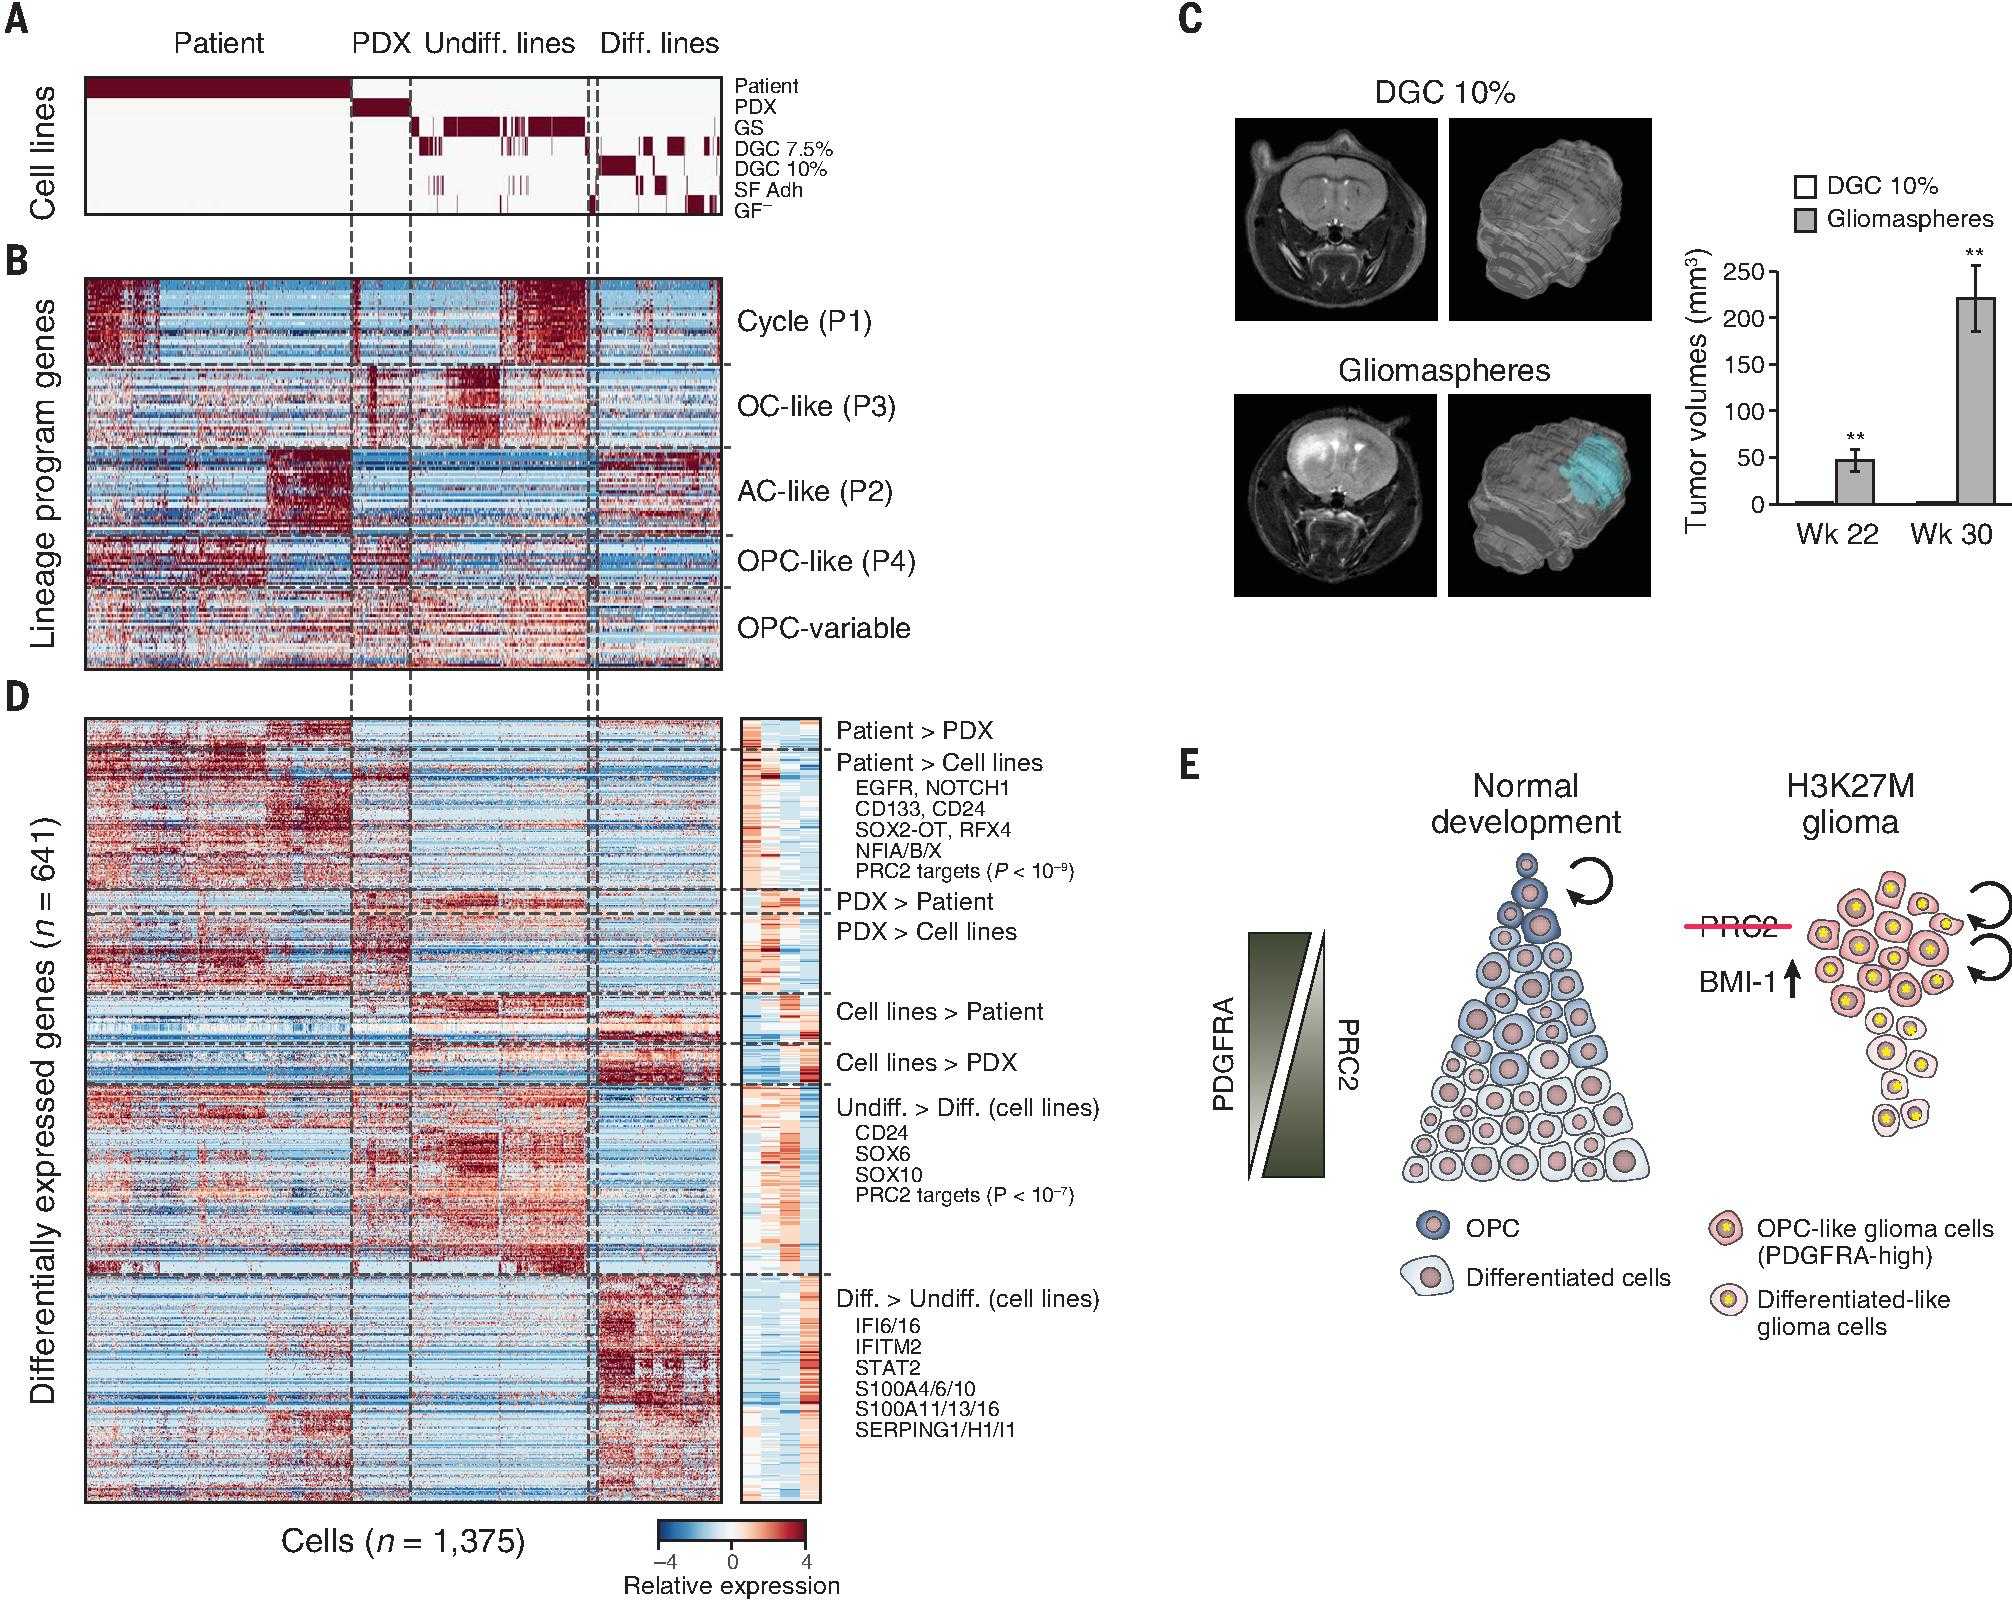 A
Patient PDX Undiff. lines Diff. lines
Cell lines
Patient
PDX
GS
DGC 7.5%
DGC 10%
SF Adh
GF–
B
Lineage program genes
Cycle (P1)
OC-like (P3)
AC-like (P2)
OPC-like (P4)
OPC-variable
C
DGC 10%
Gliomaspheres
DGC 10%
Gliomaspheres
Tumor volumes (mm³)
250
200
150
100
50
0
**
**
Wk 22 Wk 30
D
Differentially expressed genes (n = 641)
Patient > PDX
Patient > Cell lines
EGFR, NOTCH1
CD133, CD24
SOX2-OT, RFX4
NFIA/B/X
PRC2 targets (P < 10⁻⁹)
PDX > Patient
PDX > Cell lines
Cell lines > Patient
Cell lines > PDX
Undiff. > Diff. (cell lines)
CD24
SOX6
SOX10
PRC2 targets (P < 10⁻⁷)
Diff. > Undiff. (cell lines)
IFI6/16
IFITM2
STAT2
S100A4/6/10
S100A11/13/16
SERPING1/H1/I1
Cells (n = 1,375)
–4 0 4
Relative expression
E
Normal
development
H3K27M
glioma
PDGFRA
PRC2
PRC2
BMI-1
OPC
Differentiated cells
OPC-like glioma cells
(PDGFRA-high)
Differentiated-like
glioma cells